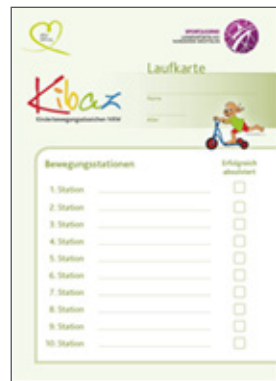 SPORTJUGEND
Laufkarte
Kibaz
Kinderbewegungsabzeichen NRW
Name
Alter
Bewegungsstationen
Erfolgreich
absolviert
1. Station
2. Station
3. Station
4. Station
5. Station
6. Station
7. Station
8. Station
9. Station
10. Station